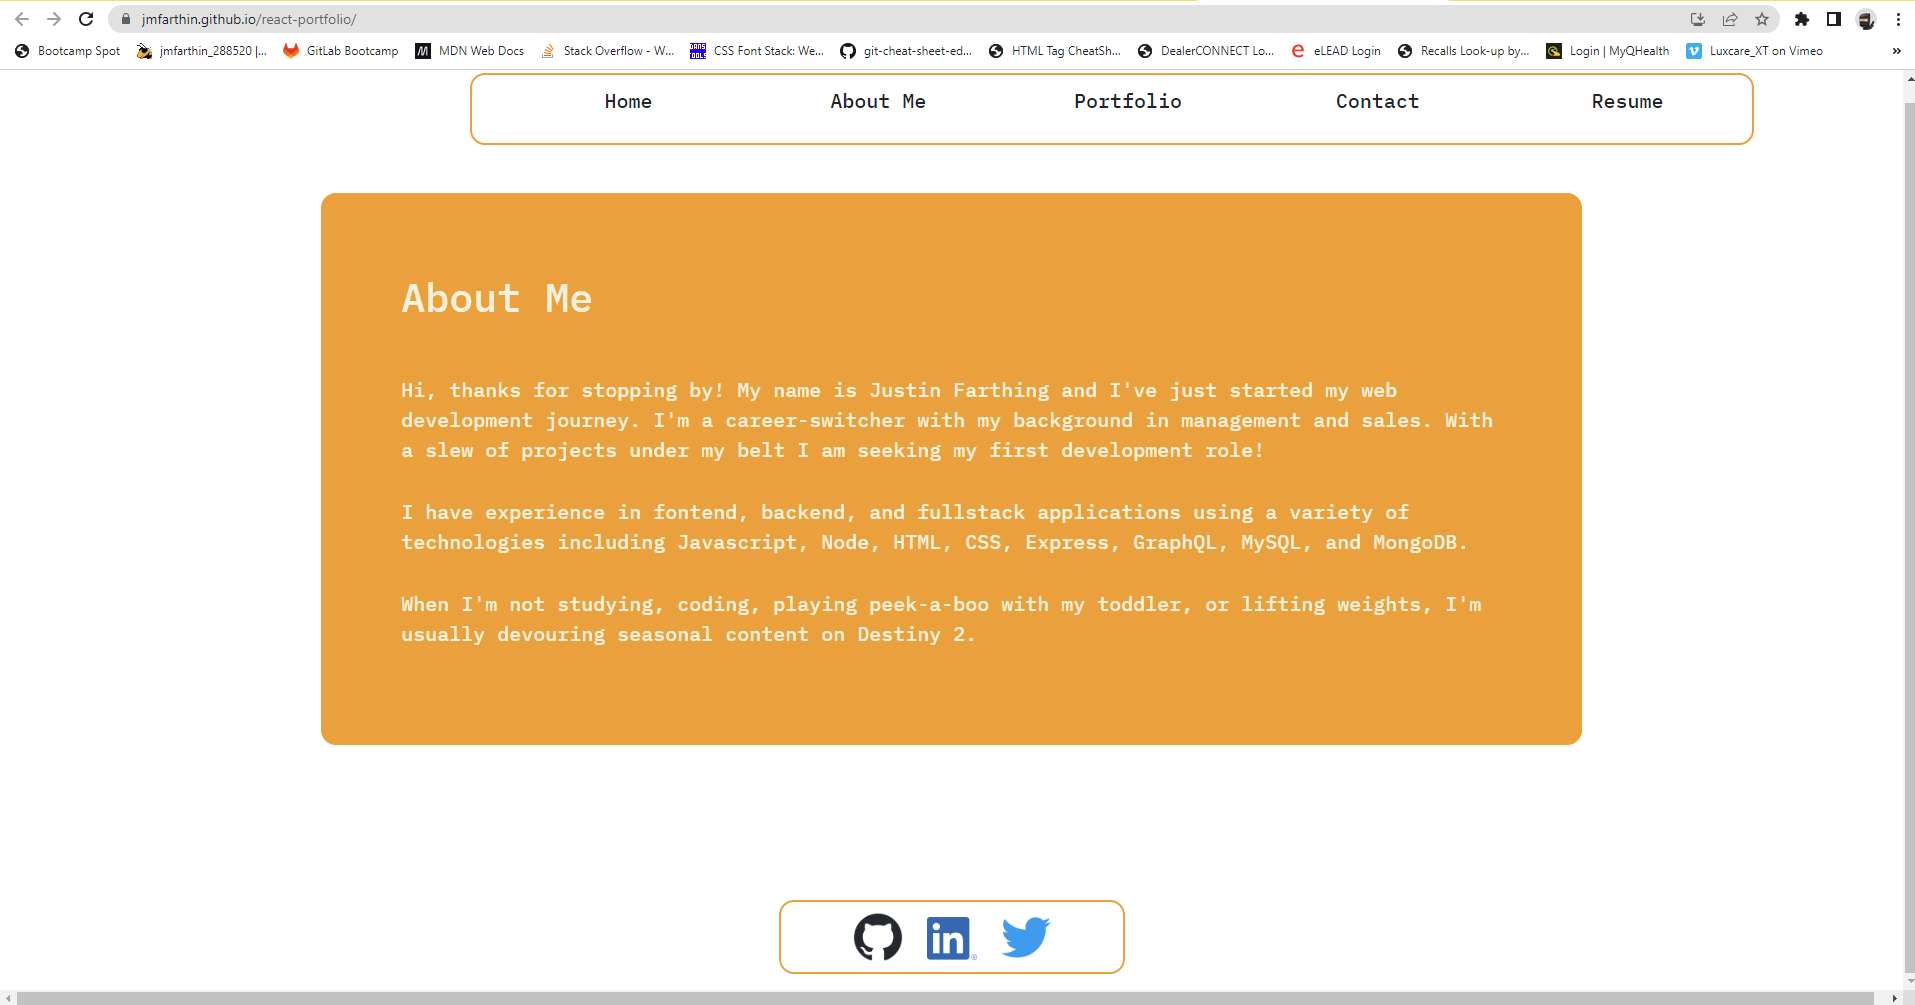 jmfarthin.github.io/react-portfolio/
Bootcamp Spot jmfarthin_288520 |... GitLab Bootcamp MDN Web Docs Stack Overflow - W... CSS Font Stack: We... git-cheat-sheet-ed... HTML Tag CheatSh... DealerCONNECT Lo... eLEAD Login Recalls Look-up by... Login | MyQHealth Luxcare_XT on Vimeo »
Home About Me Portfolio Contact Resume
About Me
Hi, thanks for stopping by! My name is Justin Farthing and I've just started my web
development journey. I'm a career-switcher with my background in management and sales. With
a slew of projects under my belt I am seeking my first development role!
I have experience in fontend, backend, and fullstack applications using a variety of
technologies including Javascript, Node, HTML, CSS, Express, GraphQL, MySQL, and MongoDB.
When I'm not studying, coding, playing peek-a-boo with my toddler, or lifting weights, I'm
usually devouring seasonal content on Destiny 2.
in